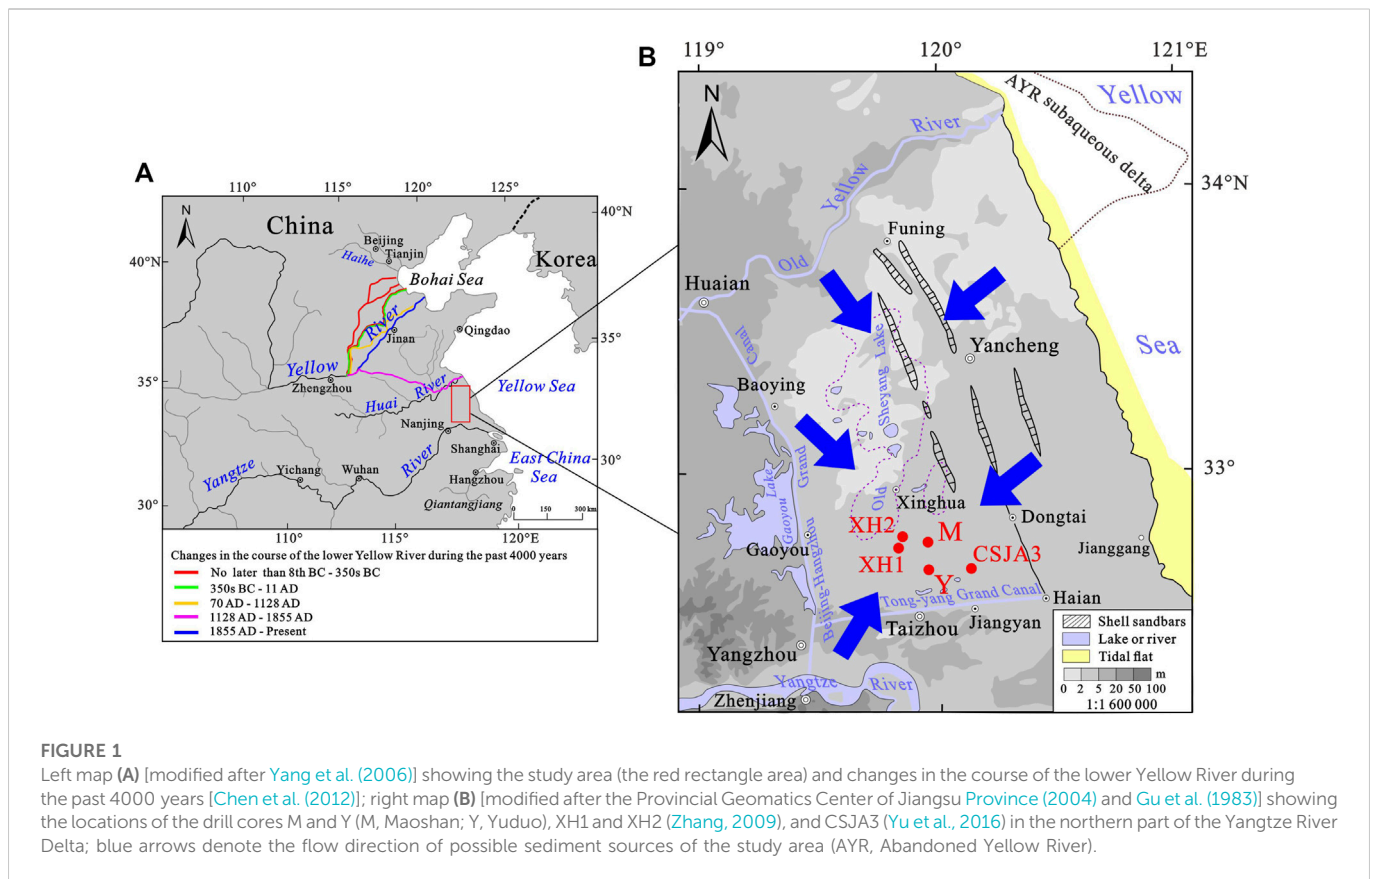 A
110°
115°
120°
125°
N
China
40°N
Beijing
Tianjin
Haihe
Korea
40°N
Bohai Sea
River
Jinan
Qingdao
35°
Yellow
Zhengzhou
35°
River
Yellow Sea
Huai
Nanjing
Shanghai
River
East China
Sea
30°
Yangtze
Yichang
Wuhan
Hangzhou
Qiantangjiang
30°
0 150 300 km
110°
115°
120°E
Changes in the course of the lower Yellow River during the past 4000 years
No later than 8th BC - 350s BC
350s BC - 11 AD
70 AD - 1128 AD
1128 AD - 1855 AD
1855 AD - Present
B
119°
120°
121°E
N
AYR subaqueous delta
Yellow
Sea
River
Yellow
Old
34°N
Funing
Huaian
Canal
Yancheng
Baoying
Sheyang Lake
Old
Grand
33°
Xinghua
Gaoyou Lake
Dongtai
XH2
M
Jianggang
Gaoyou
XH1
CSJA3
Y
Beijing-Hangzhou
Tong-yang Grand Canal
Haian
Taizhou
Jiangyan
Yangzhou
Yangtze
River
Zhenjiang
Shell sandbars
Lake or river
Tidal flat
m
0 2 5 20 50 100
1:1 600 000
FIGURE 1
Left map (A) [modified after Yang et al. (2006)] showing the study area (the red rectangle area) and changes in the course of the lower Yellow River during
the past 4000 years [Chen et al. (2012)]; right map (B) [modified after the Provincial Geomatics Center of Jiangsu Province (2004) and Gu et al. (1983)] showing
the locations of the drill cores M and Y (M, Maoshan; Y, Yuduo), XH1 and XH2 (Zhang, 2009), and CSJA3 (Yu et al., 2016) in the northern part of the Yangtze River
Delta; blue arrows denote the flow direction of possible sediment sources of the study area (AYR, Abandoned Yellow River).